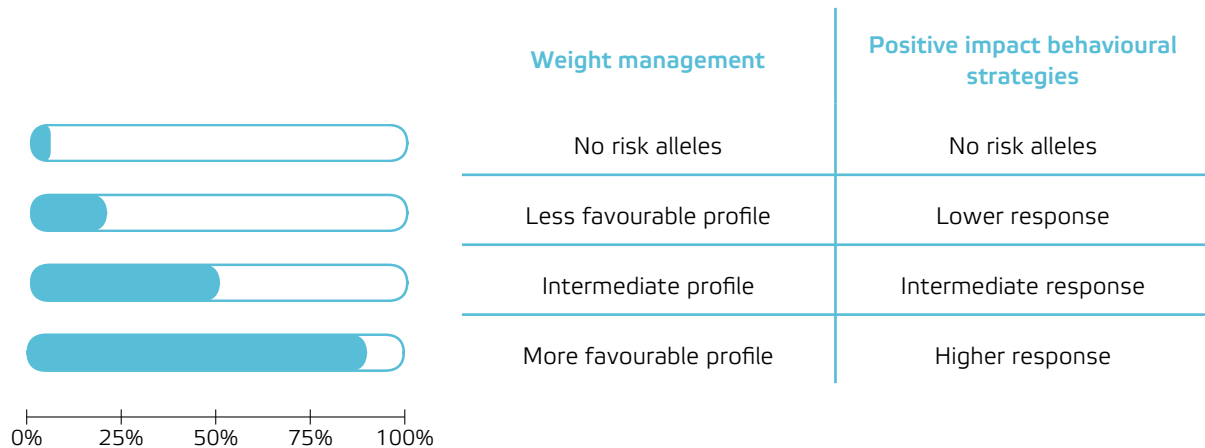 Weight management
Positive impact behavioural
strategies
No risk alleles
No risk alleles
Less favourable profile
Lower response
Intermediate profile
Intermediate response
More favourable profile
Higher response
0%
25%
50%
75%
100%